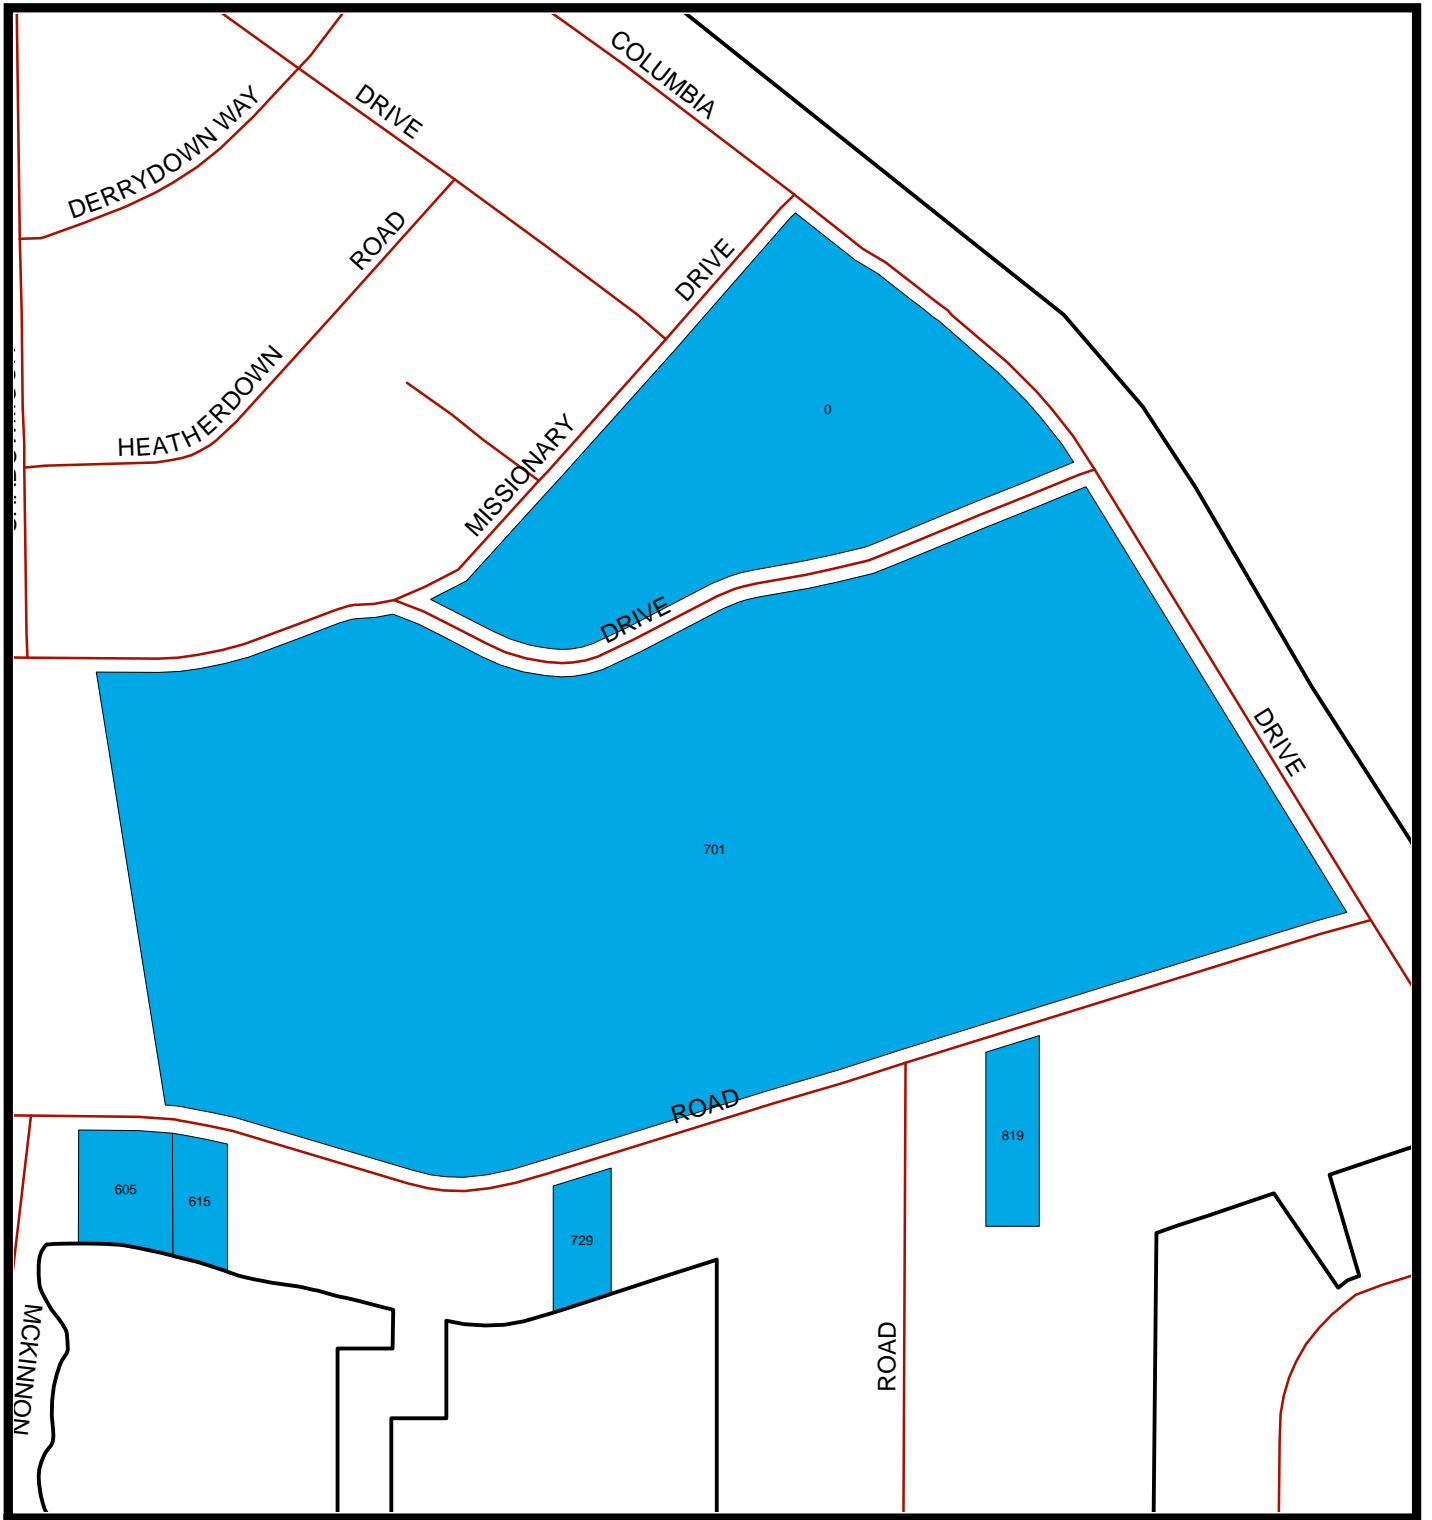 COLUMBIA
DRIVE
DERRYDOWN WAY
ROAD
DRIVE
HEATHERDOWN
0
MISSIONARY
DRIVE
DRIVE
701
ROAD
819
605
615
729
MCKINNON
ROAD